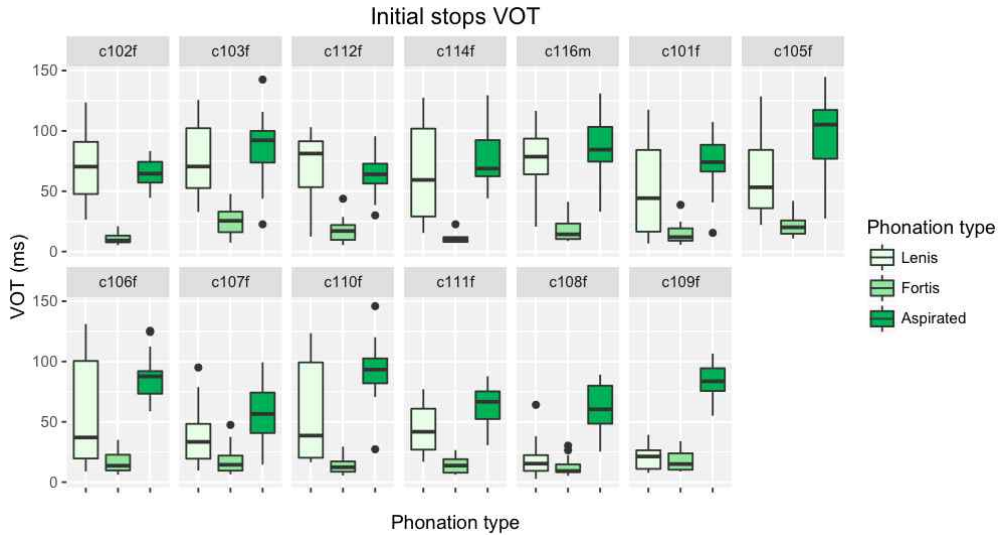 Initial stops VOT
c102f c103f c112f c114f c116m c101f c105f
150
100
50
0
c106f c107f c110f c111f c108f c109f
150
100
50
0
VOT (ms)
Phonation type
Phonation type
Lenis
Fortis
Aspirated